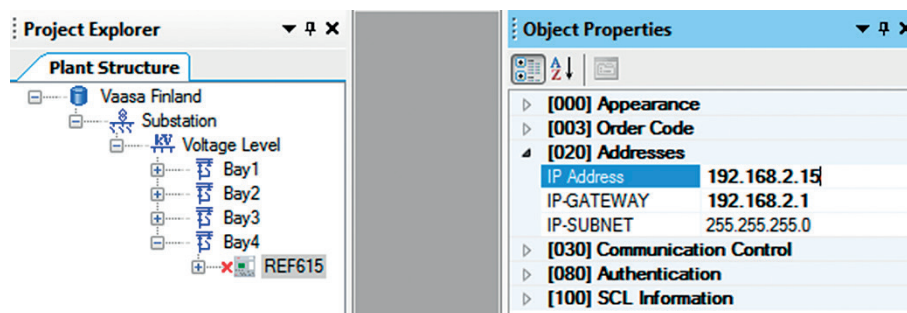 Project Explorer
Plant Structure
Vaasa Finland
Substation
kV Voltage Level
Bay1
Bay2
Bay3
Bay4
REF615
Object Properties
A
Z
[000] Appearance
[003] Order Code
[020] Addresses
IP Address 192.168.2.15
IP-GATEWAY 192.168.2.1
IP-SUBNET 255.255.255.0
[030] Communication Control
[080] Authentication
[100] SCL Information